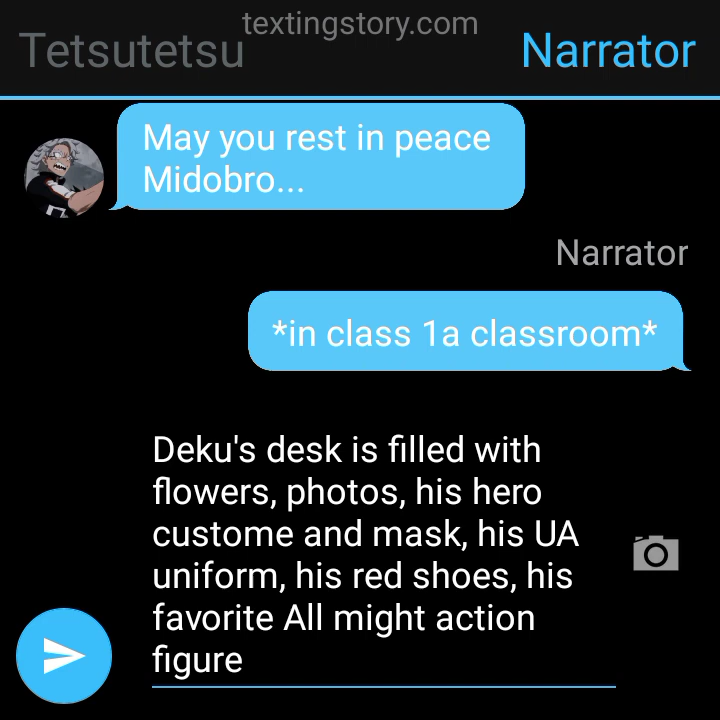 textingstory.com
Tetsutetsu
Narrator
May you rest in peace
Midobro...
Narrator
*in class 1a classroom*
Deku's desk is filled with
flowers, photos, his hero
custome and mask, his UA
uniform, his red shoes, his
favorite All might action
figure